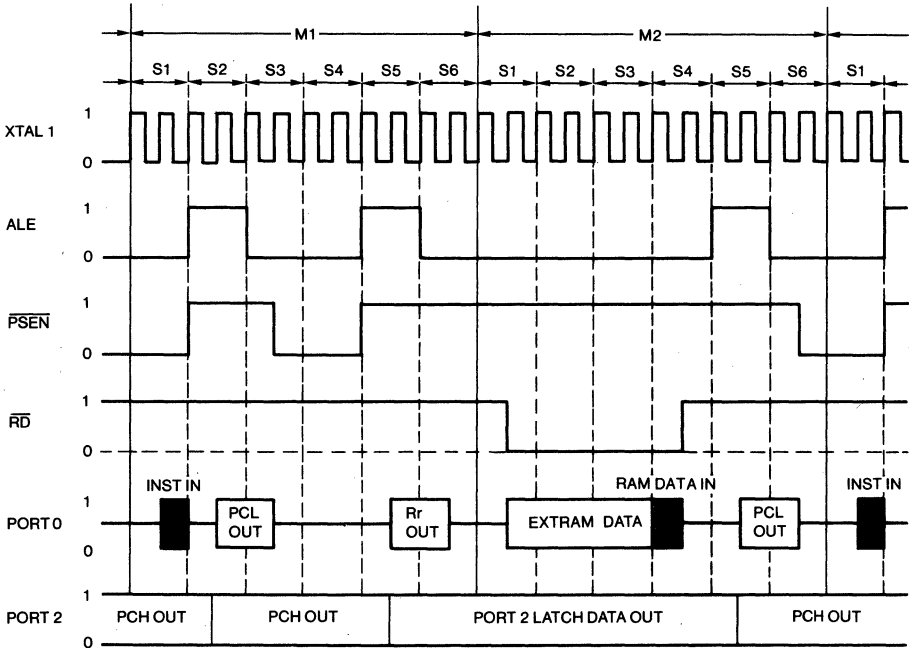 M1 M2
S1 S2 S3 S4 S5 S6 S1 S2 S3 S4 S5 S6 S1
XTAL 1 1 0
ALE 1 0
PSEN 1 0
RD 1 0
INST IN RAM DATA IN INST IN
PORT 0 1 0 PCL OUT Rr OUT EXTRAM DATA PCL OUT
PORT 2 1 0 PCH OUT PCH OUT PORT 2 LATCH DATA OUT PCH OUT